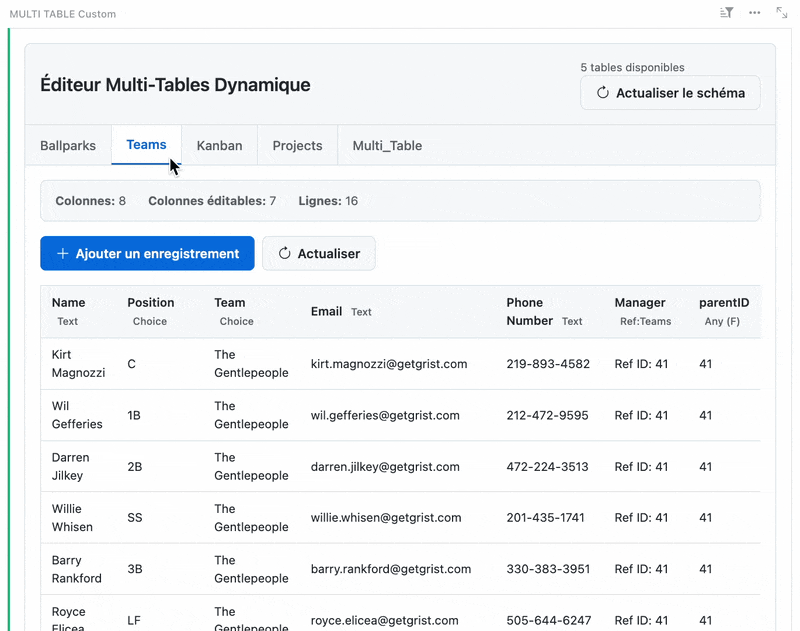 MULTI TABLE Custom
Éditeur Multi-Tables Dynamique
5 tables disponibles
Actualiser le schéma
Ballparks Teams Kanban Projects Multi_Table
Colonnes: 8 Colonnes éditables: 7 Lignes: 16
Ajouter un enregistrement Actualiser
Name Position Team Email Text Phone Manager parentID
Text Choice Choice Number Text Ref:Teams Any (F)
Kirt The
Magnozzi C Gentlepeople kirt.magnozzi@getgrist.com 219-893-4582 Ref ID: 41 41
Wil The
Gefferies 1B Gentlepeople wil.gefferies@getgrist.com 212-472-9595 Ref ID: 41 41
Darren The
Jilkey 2B Gentlepeople darren.jilkey@getgrist.com 472-224-3513 Ref ID: 41 41
Willie The
Whisen SS Gentlepeople willie.whisen@getgrist.com 201-435-1741 Ref ID: 41 41
Barry The
Rankford 3B Gentlepeople barry.rankford@getgrist.com 330-383-3951 Ref ID: 41 41
Royce The
Elicea LF Gentlepeople royce.elicea@getgrist.com 505-644-6247 Ref ID: 41 41